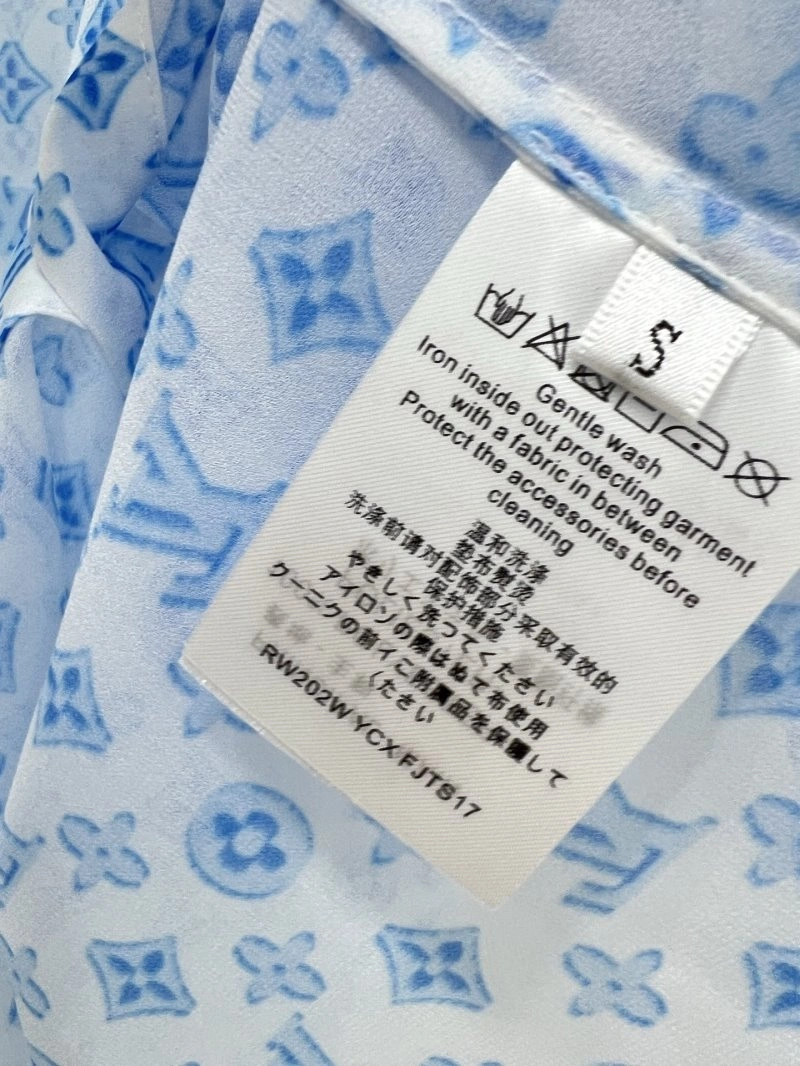 S
Gentle wash
Iron inside out protecting garment
with a fabric in between
Protect the accessories before
cleaning
温和洗涤
垫布熨烫
洗涤前请对配饰部分采取有效的
保护措施
やさしく洗ってください
アイロンの際はぬて布使用
クーニクの前イこ附属品を保護して
くたさい
RW202W YCX FJTS17